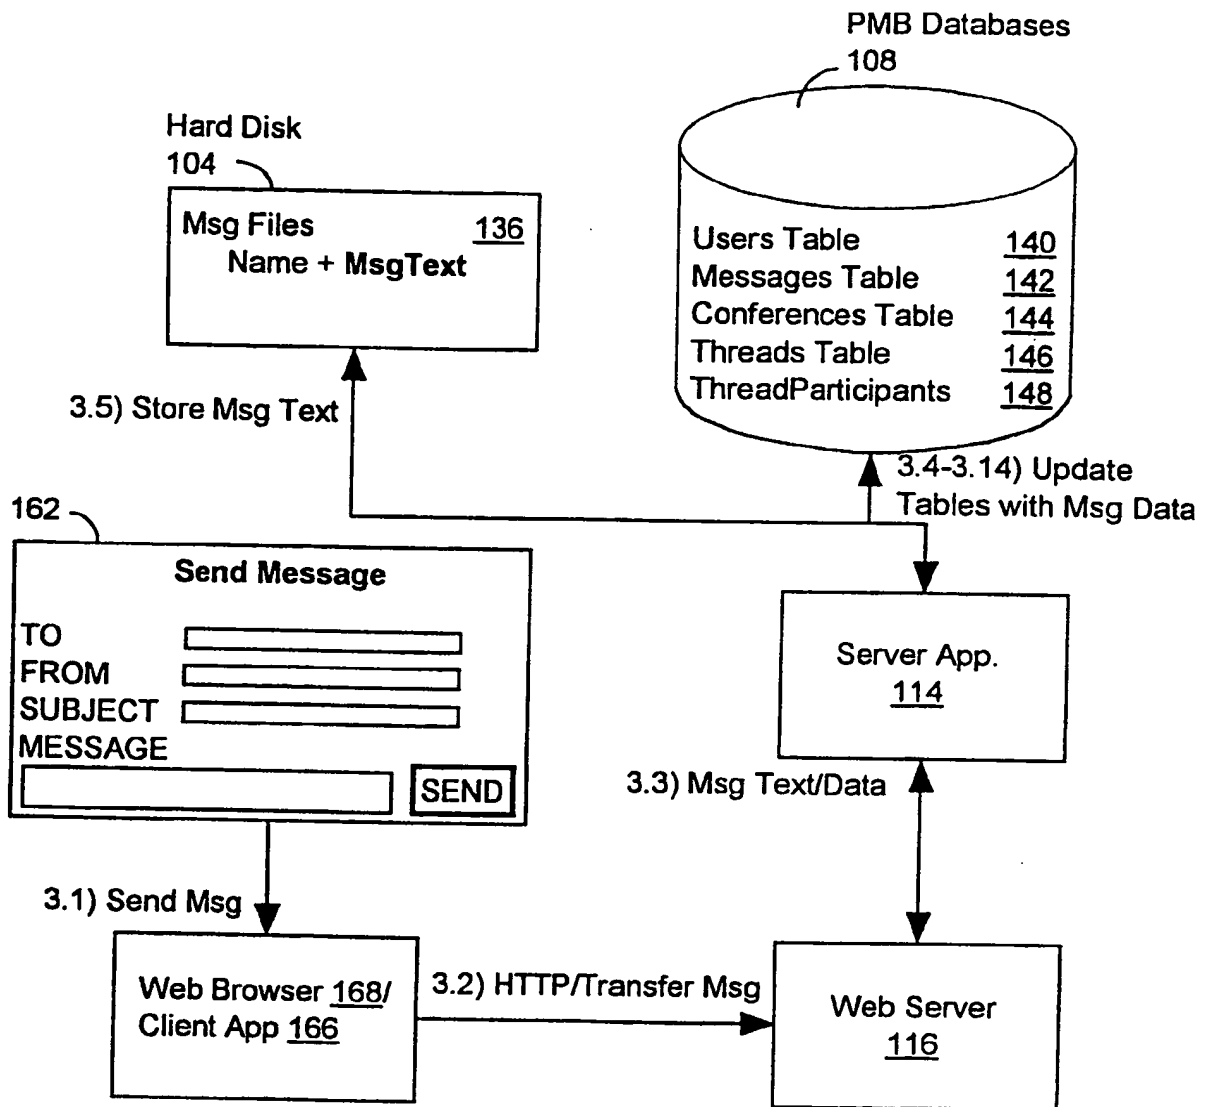 PMB Databases
108
Hard Disk
104
Msg Files 136
Name + MsgText
Users Table 140
Messages Table 142
Conferences Table 144
Threads Table 146
ThreadParticipants 148
3.5) Store Msg Text
3.4-3.14) Update
Tables with Msg Data
162
Send Message
TO
FROM
SUBJECT
MESSAGE
SEND
Server App.
114
3.3) Msg Text/Data
3.1) Send Msg
Web Browser 168/
Client App 166
3.2) HTTP/Transfer Msg
Web Server
116